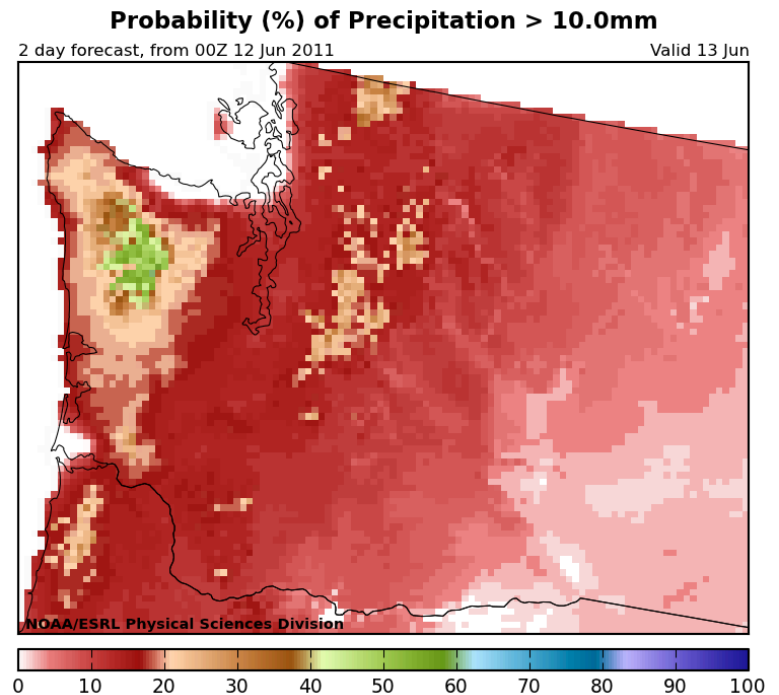 Probability (%) of Precipitation > 10.0mm
2 day forecast, from 00Z 12 Jun 2011 Valid 13 Jun
NOAA/ESRL Physical Sciences Division
0 10 20 30 40 50 60 70 80 90 100